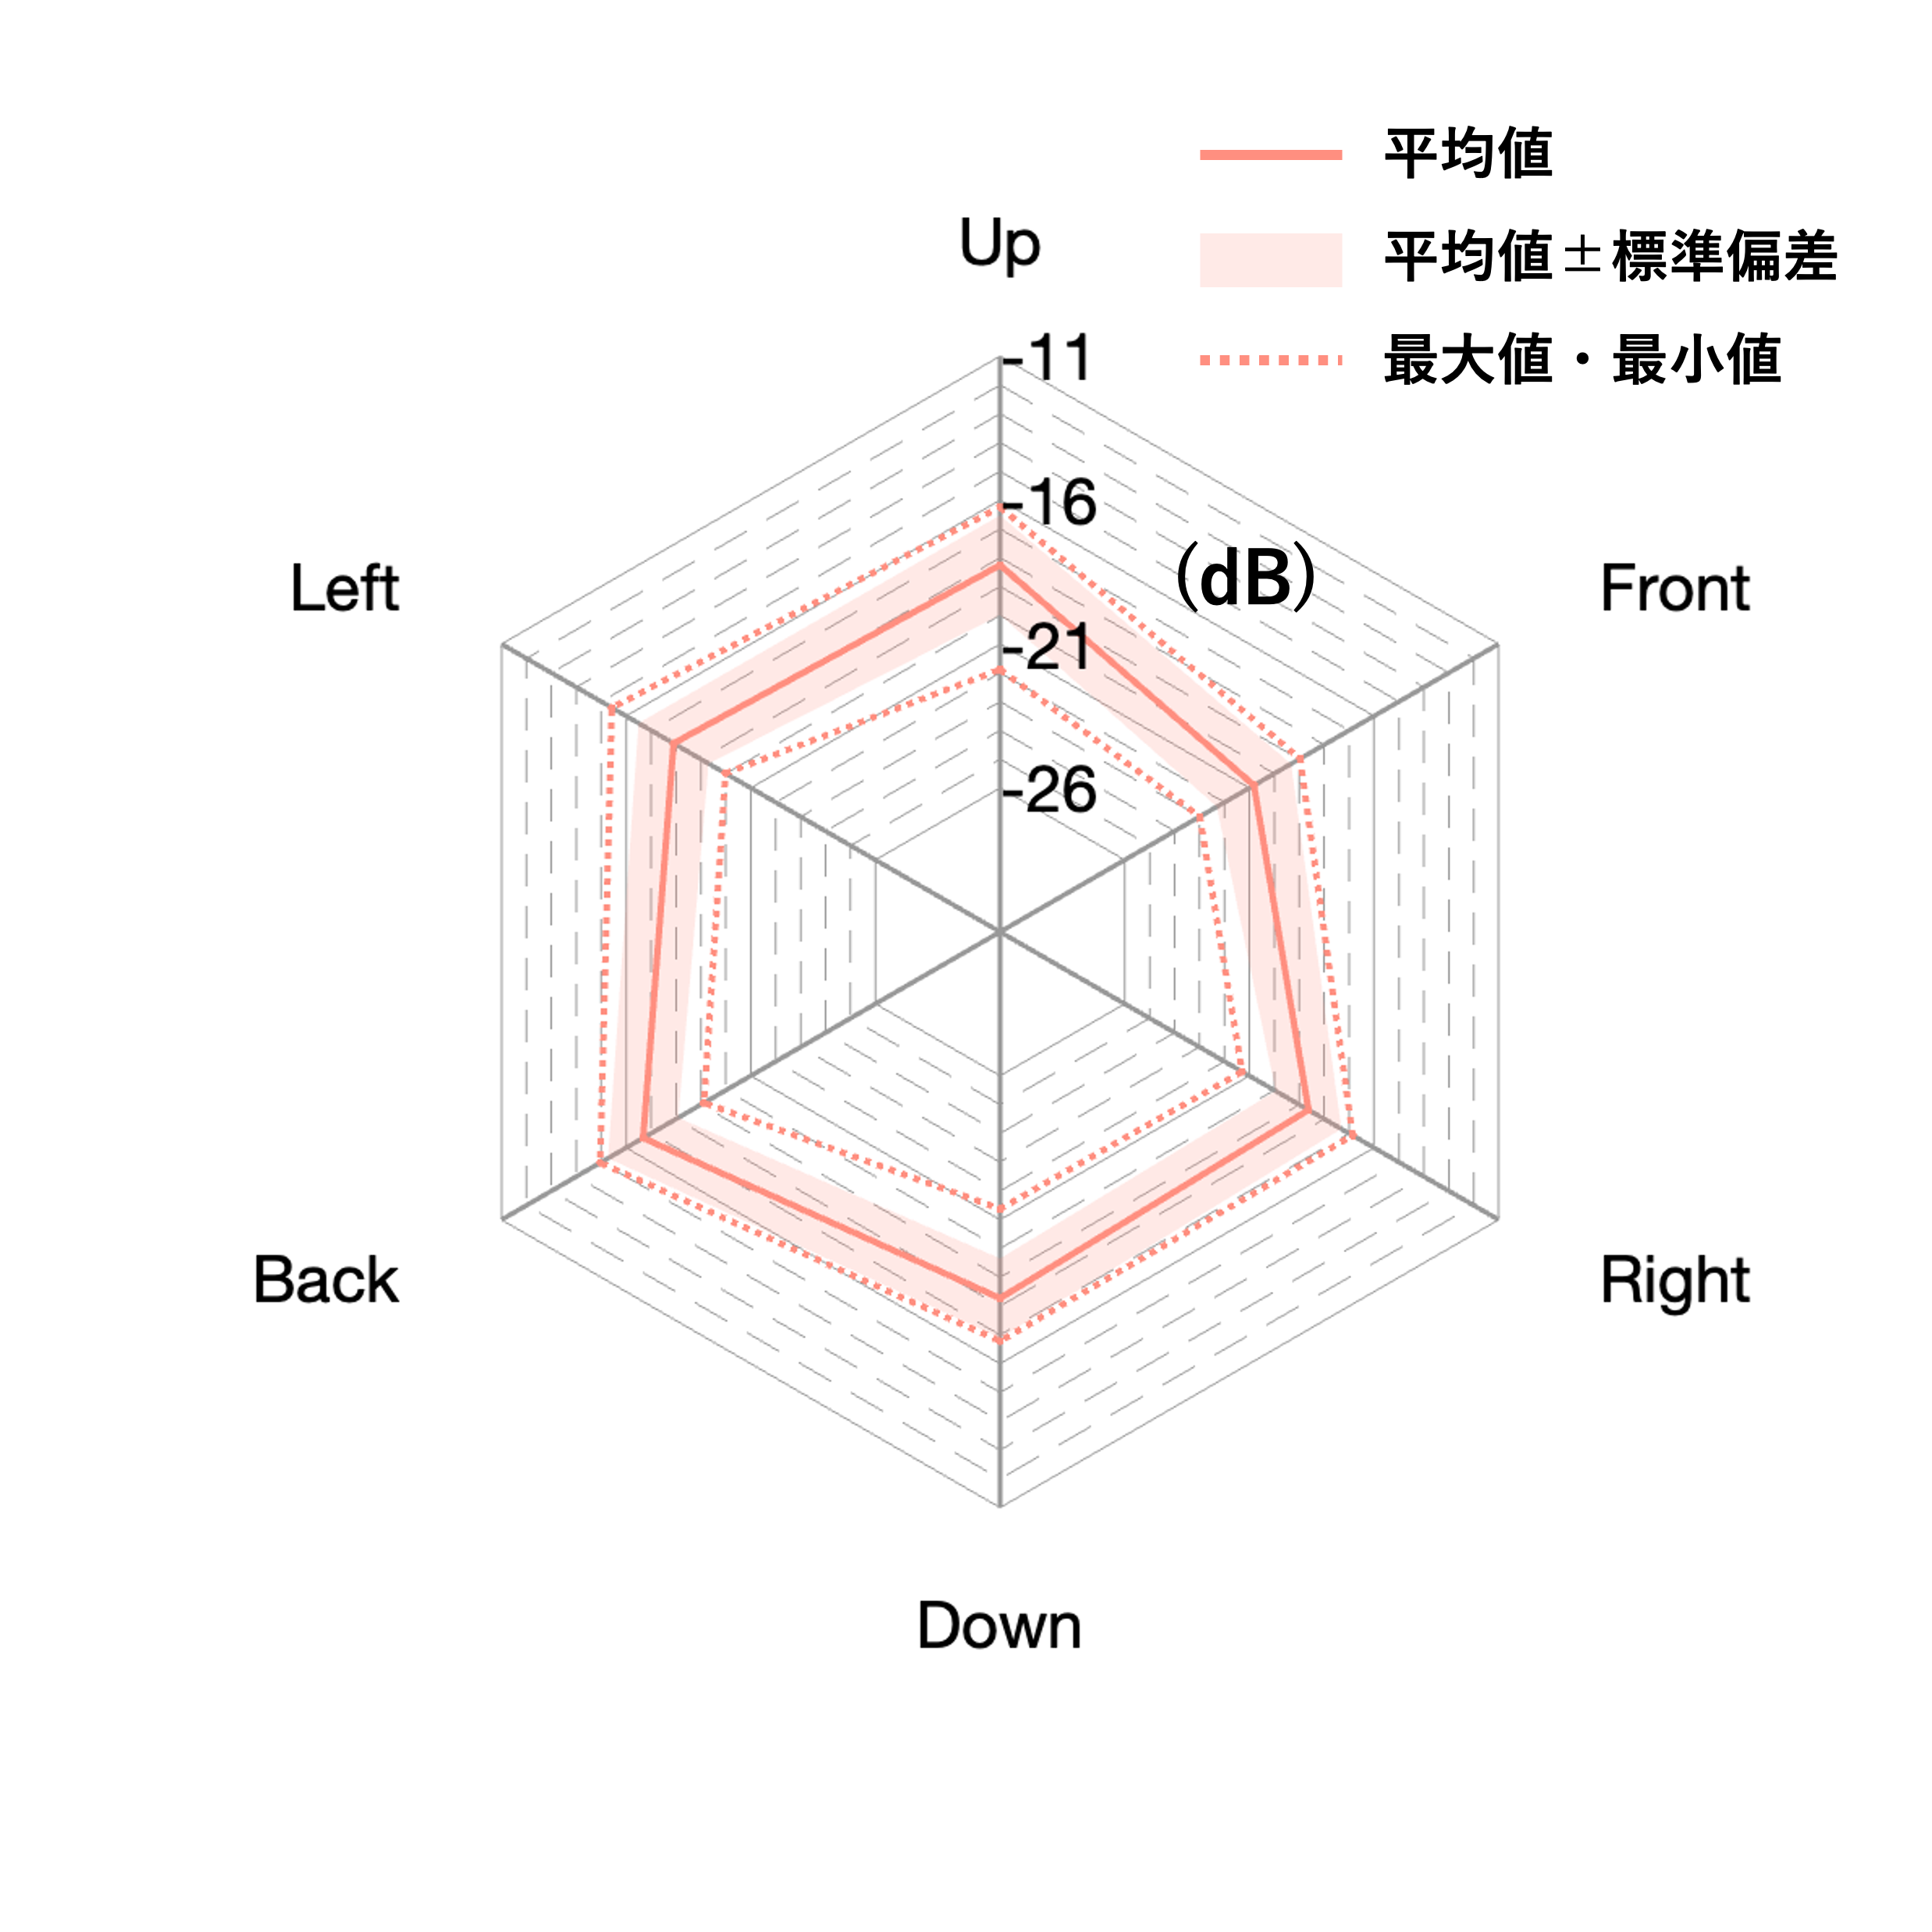 平均値
平均値±標準偏差
最大値・最小値
Up
-11
-16
(dB)
Left
Front
-21
-26
Back
Right
Down